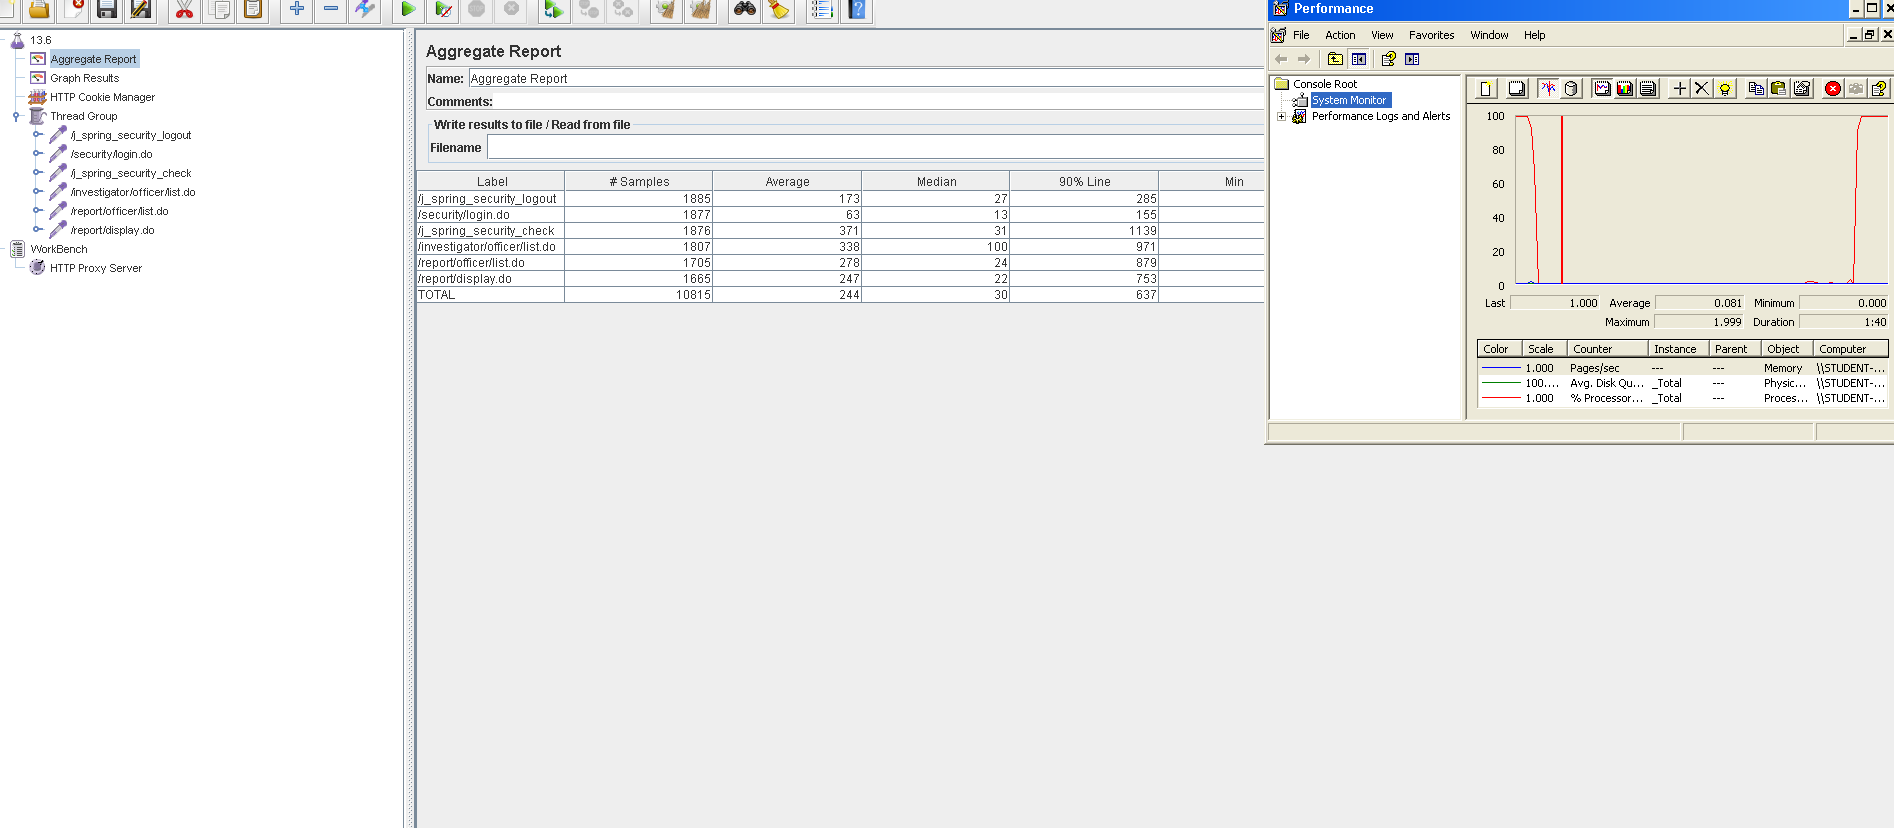 13.6
Aggregate Report
Graph Results
HTTP Cookie Manager
Thread Group
/j_spring_security_logout
/security/login.do
/j_spring_security_check
/investigator/officer/list.do
/report/officer/list.do
/report/display.do
WorkBench
HTTP Proxy Server
Aggregate Report
Name: Aggregate Report
Comments:
Write results to file / Read from file
Filename
Label # Samples Average Median 90% Line Min
/j_spring_security_logout 1885 173 27 285
/security/login.do 1877 63 13 155
/j_spring_security_check 1876 371 31 1139
/investigator/officer/list.do 1807 338 100 971
/report/officer/list.do 1705 278 24 879
/report/display.do 1665 247 22 753
TOTAL 10815 244 30 637
Performance
File Action View Favorites Window Help
Console Root
System Monitor
Performance Logs and Alerts
100
80
60
40
20
0
Last 1.000 Average 0.081 Minimum 0.000
Maximum 1.999 Duration 1:40
Color Scale Counter Instance Parent Object Computer
1.000 Pages/sec --- --- Memory \\STUDENT-...
100.... Avg. Disk Qu... _Total --- Physic... \\STUDENT-...
1.000 % Processor... _Total --- Proces... \\STUDENT-...